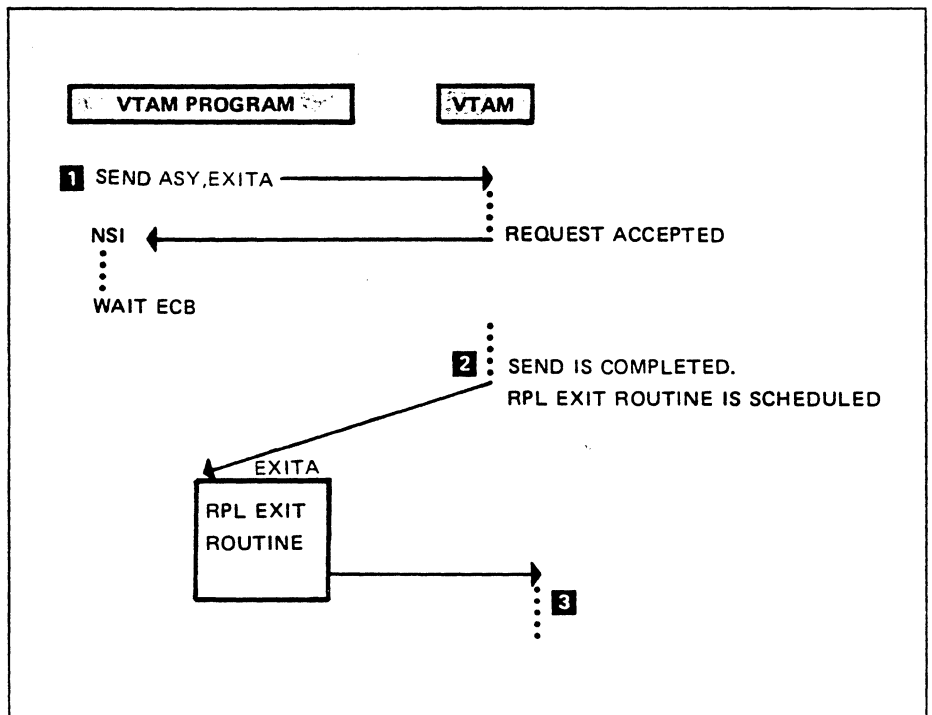 VTAM PROGRAM
VTAM
1 SEND ASY,EXITA
NSI
REQUEST ACCEPTED
WAIT ECB
2 SEND IS COMPLETED.
RPL EXIT ROUTINE IS SCHEDULED
EXITA
RPL EXIT
ROUTINE
3